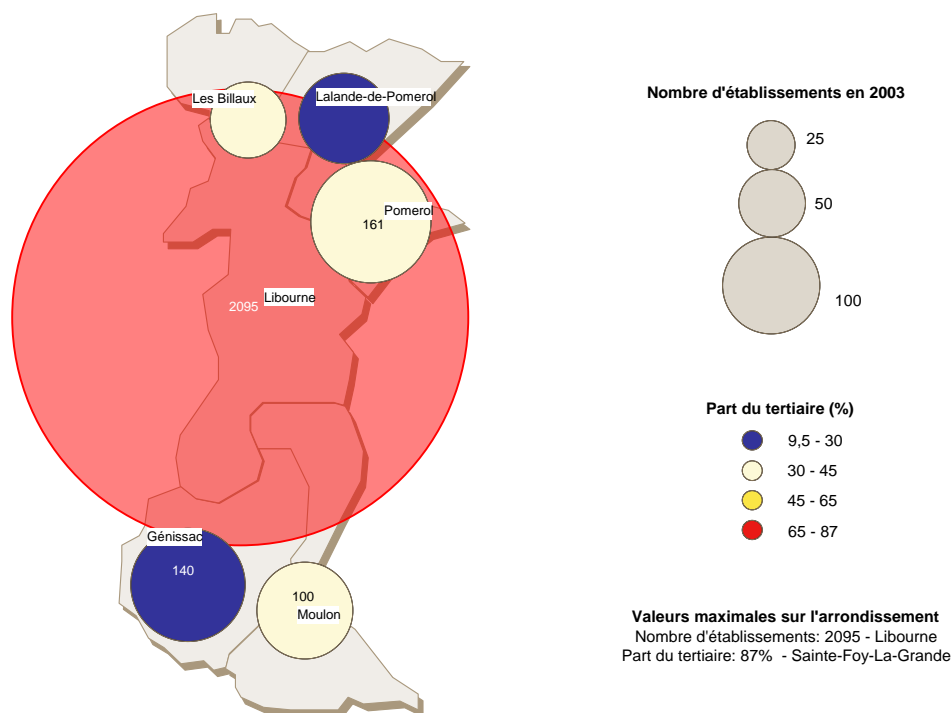 Les Billaux
Lalande-de-Pomerol
Pomerol
161
Libourne
2095
Génissac
140
100
Moulon
Nombre d'établissements en 2003
25
50
100
Part du tertiaire (%)
9,5 - 30
30 - 45
45 - 65
65 - 87
Valeurs maximales sur l'arrondissement
Nombre d'établissements: 2095 - Libourne
Part du tertiaire: 87% - Sainte-Foy-La-Grande